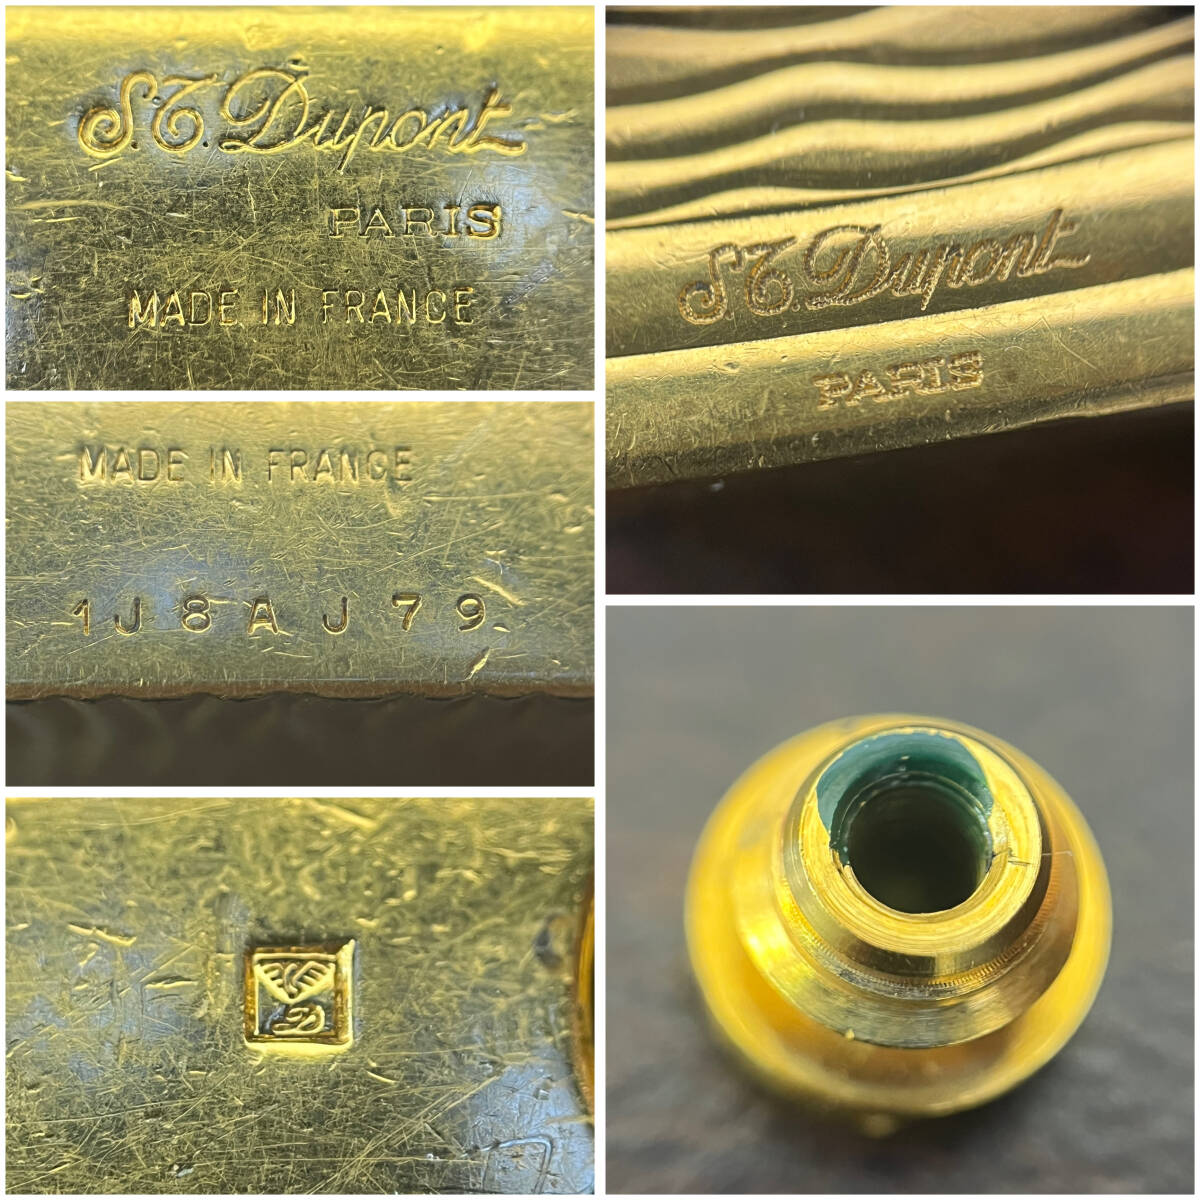 S.T. Dupont
PARIS
MADE IN FRANCE
S.T. Dupont
PARIS
MADE IN FRANCE
1J8AJ79